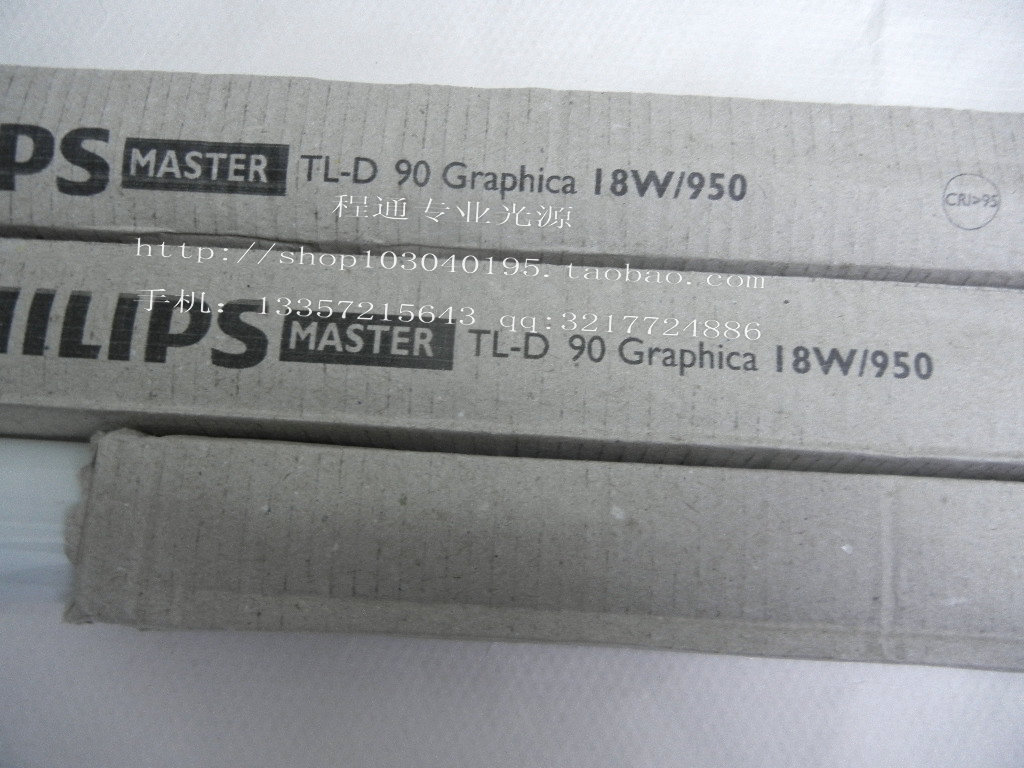 PS MASTER TL-D 90 Graphica 18W/950 CRI>95
程通专业光源
http://shop103040195.taobao.com
手机：13357215643 qq:3217724886
HILIPS MASTER TL-D 90 Graphica 18W/950